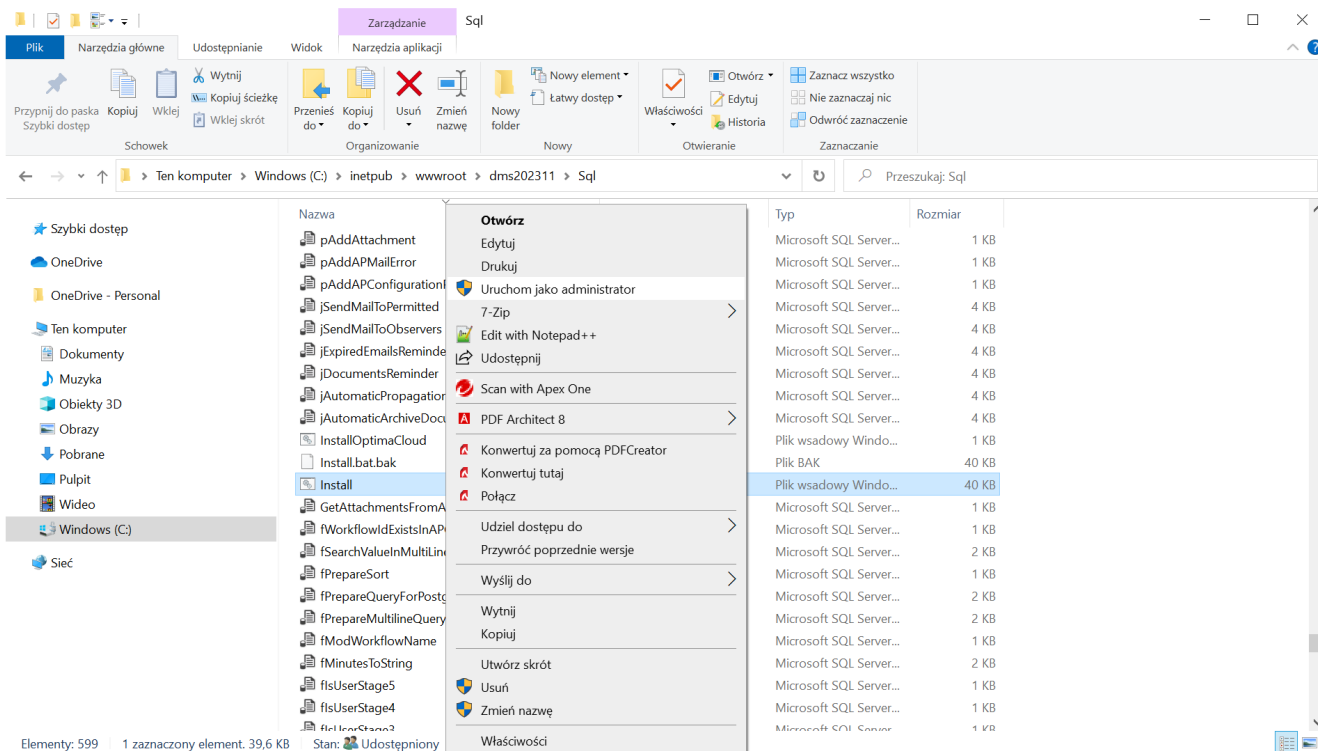 Zarządzanie Sql
Plik Narzędzia główne Udostępnianie Widok Narzędzia aplikacji
Przypnij do paska Szybki dostęp
Kopiuj
Wklej
Wytnij
Kopiuj ścieżkę
Wklej skrót
Schowek
Przenieś do
Kopiuj do
Usuń
Zmień nazwę
Organizowanie
Nowy folder
Nowy element
Łatwy dostęp
Nowy
Właściwości
Otwórz
Edytuj
Historia
Otwieranie
Zaznacz wszystko
Nie zaznaczaj nic
Odwróć zaznaczenie
Zaznaczanie
Ten komputer > Windows (C:) > inetpub > wwwroot > dms202311 > Sql
Przeszukaj: Sql
Szybki dostęp
OneDrive
OneDrive - Personal
Ten komputer
Dokumenty
Muzyka
Obiekty 3D
Obrazy
Pobrane
Pulpit
Wideo
Windows (C:)
Sieć
Nazwa Typ Rozmiar
pAddAttachment Microsoft SQL Server... 1 KB
pAddAPMailError Microsoft SQL Server... 1 KB
pAddAPConfiguration Microsoft SQL Server... 1 KB
jSendMailToPermitted Microsoft SQL Server... 4 KB
jSendMailToObservers Microsoft SQL Server... 4 KB
jExpiredEmailsReminde Microsoft SQL Server... 4 KB
jDocumentsReminder Microsoft SQL Server... 4 KB
jAutomaticPropagation Microsoft SQL Server... 4 KB
jAutomaticArchiveDocu Microsoft SQL Server... 4 KB
InstallOptimaCloud Plik wsadowy Windo... 1 KB
Install.bat.bak Plik BAK 40 KB
Install Plik wsadowy Windo... 40 KB
GetAttachmentsFromA Microsoft SQL Server... 1 KB
fWorkflowIdExistsInAP Microsoft SQL Server... 1 KB
fSearchValueInMultiLin Microsoft SQL Server... 2 KB
fPrepareSort Microsoft SQL Server... 1 KB
fPrepareQueryForPostg Microsoft SQL Server... 2 KB
fPrepareMultilineQuery Microsoft SQL Server... 2 KB
fModWorkflowName Microsoft SQL Server... 1 KB
fMinutesToString Microsoft SQL Server... 2 KB
fIsUserStage5 Microsoft SQL Server... 1 KB
fIsUserStage4 Microsoft SQL Server... 1 KB
fIsUserStage3 Microsoft SQL Server 1 KB
Otwórz
Edytuj
Drukuj
Uruchom jako administrator
7-Zip
Edit with Notepad++
Udostępnij
Scan with Apex One
PDF Architect 8
Konwertuj za pomocą PDFCreator
Konwertuj tutaj
Połącz
Udziel dostępu do
Przywróć poprzednie wersje
Wyślij do
Wytnij
Kopiuj
Utwórz skrót
Usuń
Zmień nazwę
Właściwości
Elementy: 599 1 zaznaczony element. 39,6 KB Stan: Udostępniony